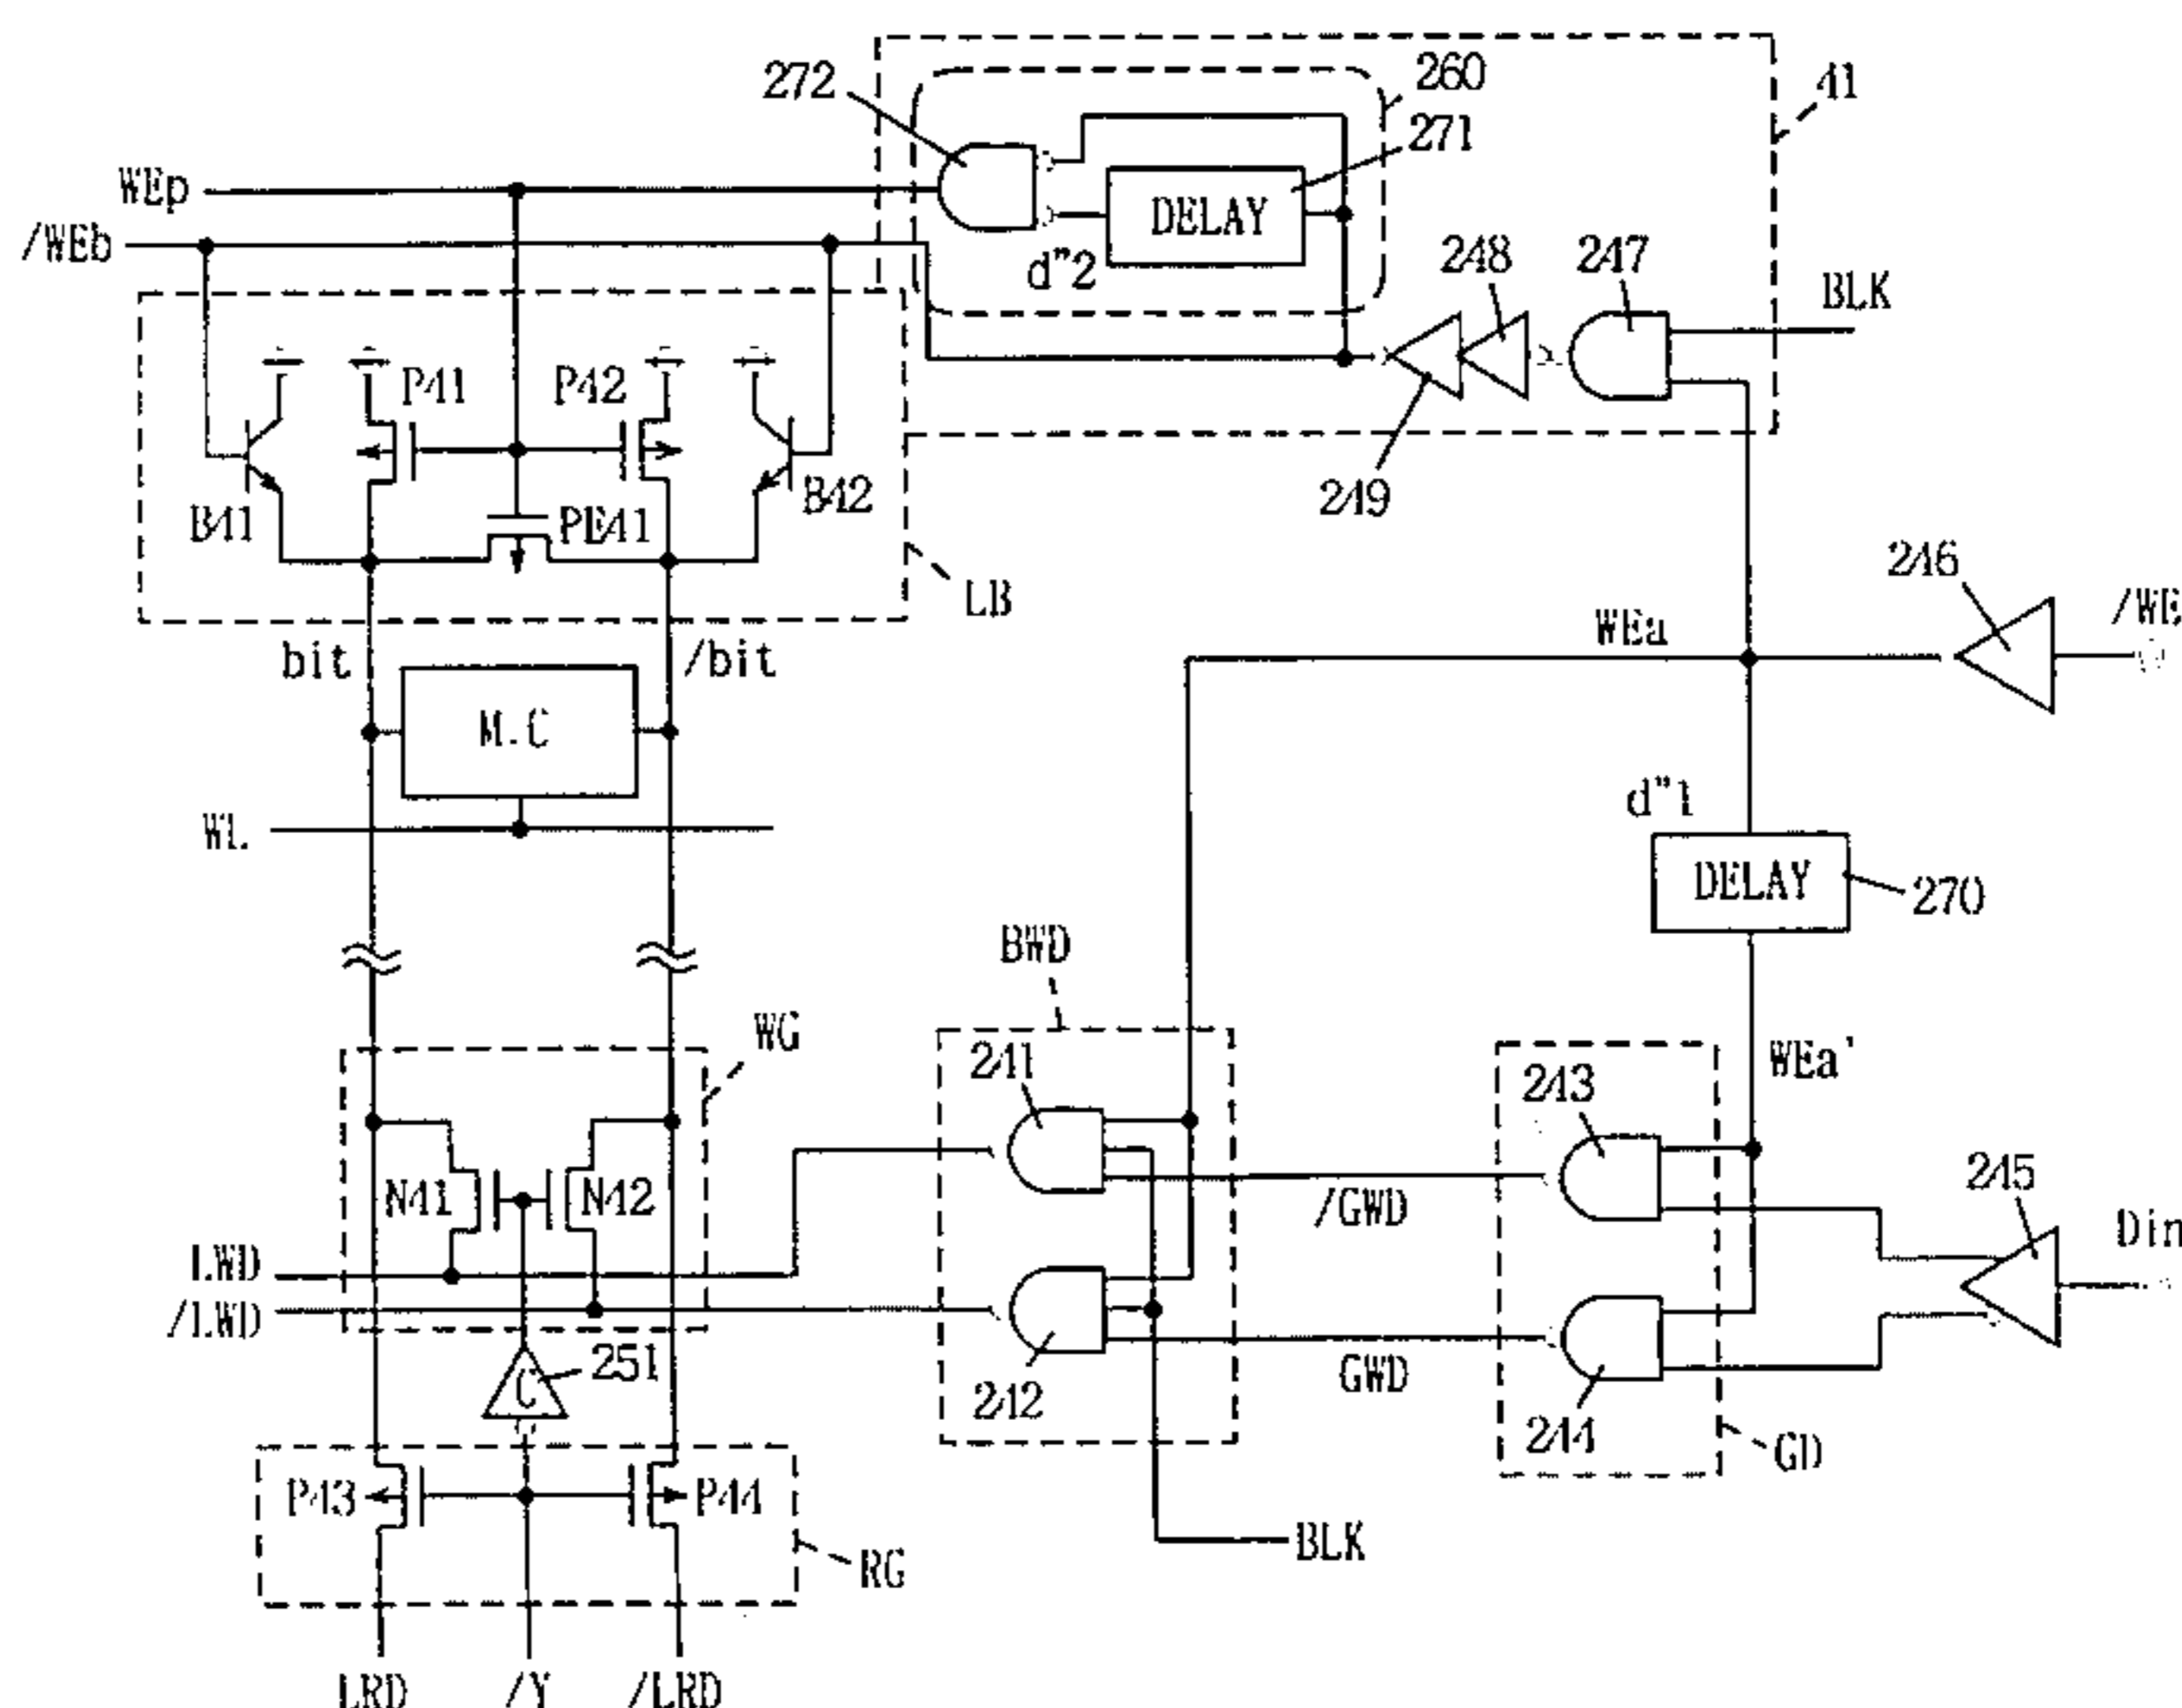 272
260
41
271
WEp
DELAY
/WEb
d"2
248
247
BLK
P41
P42
249
B41
PE41
B42
LB
246
/WE
WEa
bit
/bit
M.C
d"1
WL
DELAY
270
BWD
WG
241
243
WEa'
245
N41
N42
/GWD
Din
LWD
/LWD
251
C
242
GWD
244
GD
P43
P44
BLK
RG
LRD
/Y
/LRD